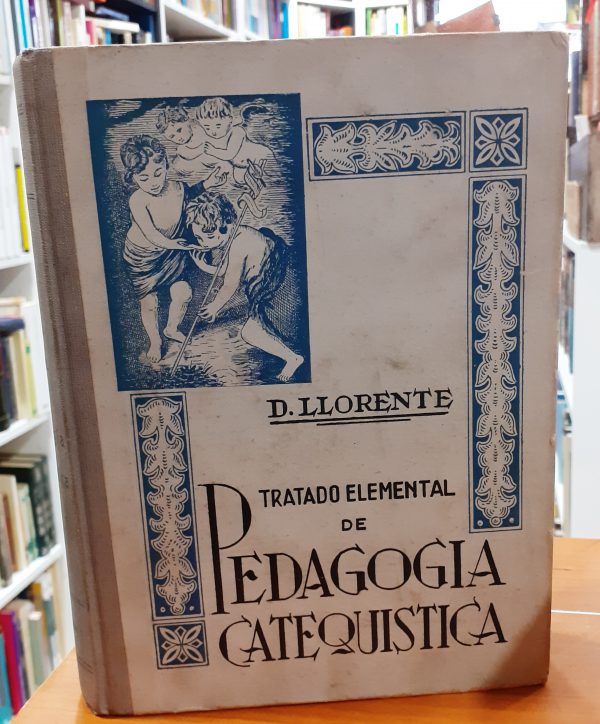 D. LLORENTE
TRATADO ELEMENTAL
DE
PEDAGOGIA
CATEQUISTICA